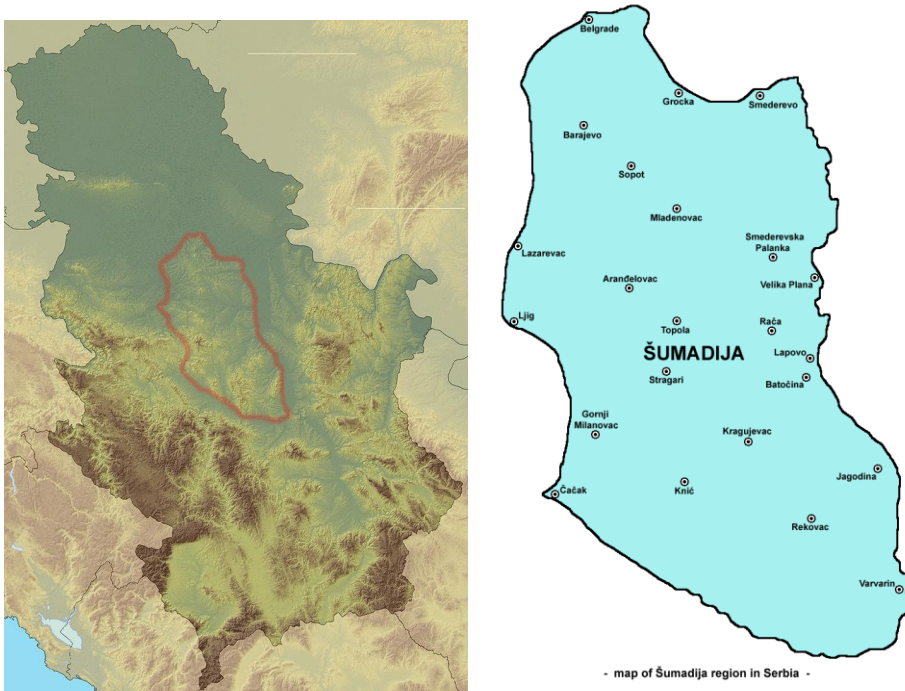 Belgrade
Grocka
Smederevo
Barajevo
Sopot
Mladenovac
Smederevska
Palanka
Lazarevac
Velika Plana
Aranđelovac
Ljig
Topola
Rača
ŠUMADIJA
Lapovo
Stragari
Batočina
Gornji
Milanovac
Kragujevac
Jagodina
Čačak
Knić
Rekovac
Varvarin
- map of Šumadija region in Serbia -